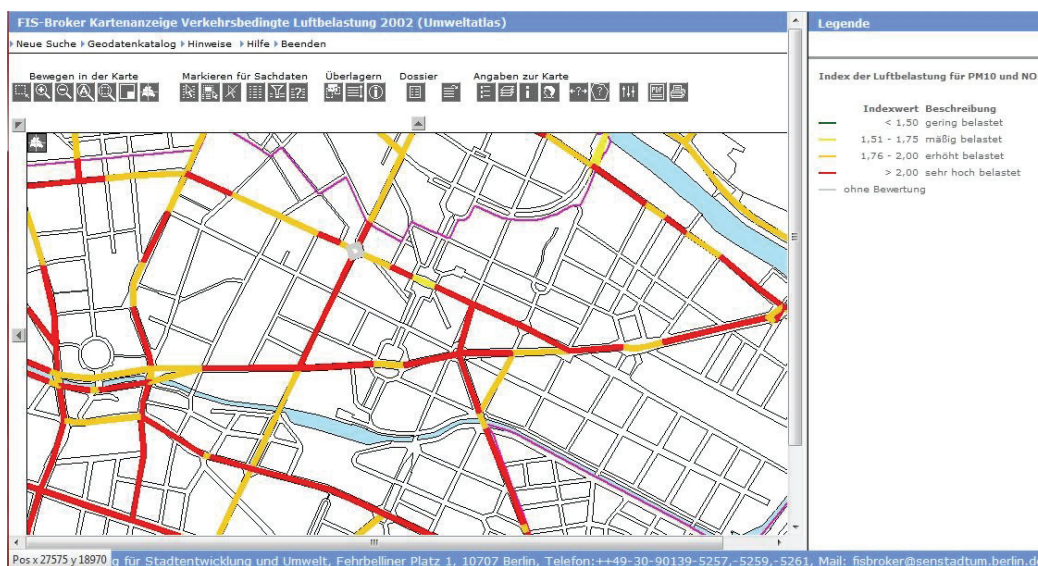 FIS-Broker Kartenanzeige Verkehrsbedingte Luftbelastung 2002 (Umweltatlas)
Neue Suche Geodatenkatalog Hinweise Hilfe Beenden
Bewegen in der Karte Markieren für Sachdaten Überlagern Dossier Angaben zur Karte
PDF
Legende
Index der Luftbelastung für PM10 und NO
Indexwert Beschreibung
< 1,50 gering belastet
1,51 - 1,75 mäßig belastet
1,76 - 2,00 erhöht belastet
> 2,00 sehr hoch belastet
ohne Bewertung
Pos x 27575 y 18970 g für Stadtentwicklung und Umwelt, Fehrbelliner Platz 1, 10707 Berlin, Telefon:++49-30-90139-5257,-5259,-5261, Mail: fisbroker@senstadtum.berlin.d